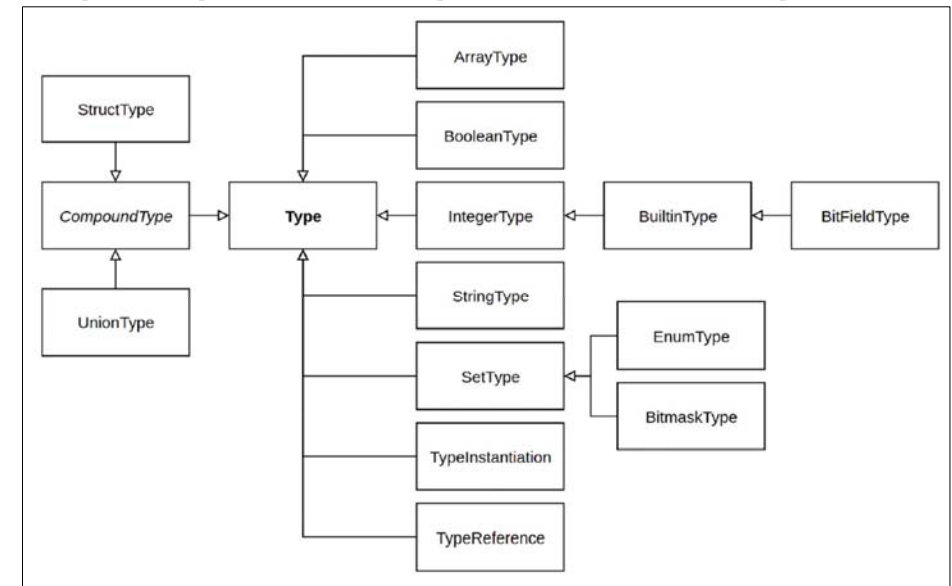 ArrayType
StructType
BooleanType
CompoundType
Type
IntegerType
BuiltinType
BitFieldType
StringType
UnionType
EnumType
SetType
BitmaskType
TypeInstantiation
TypeReference